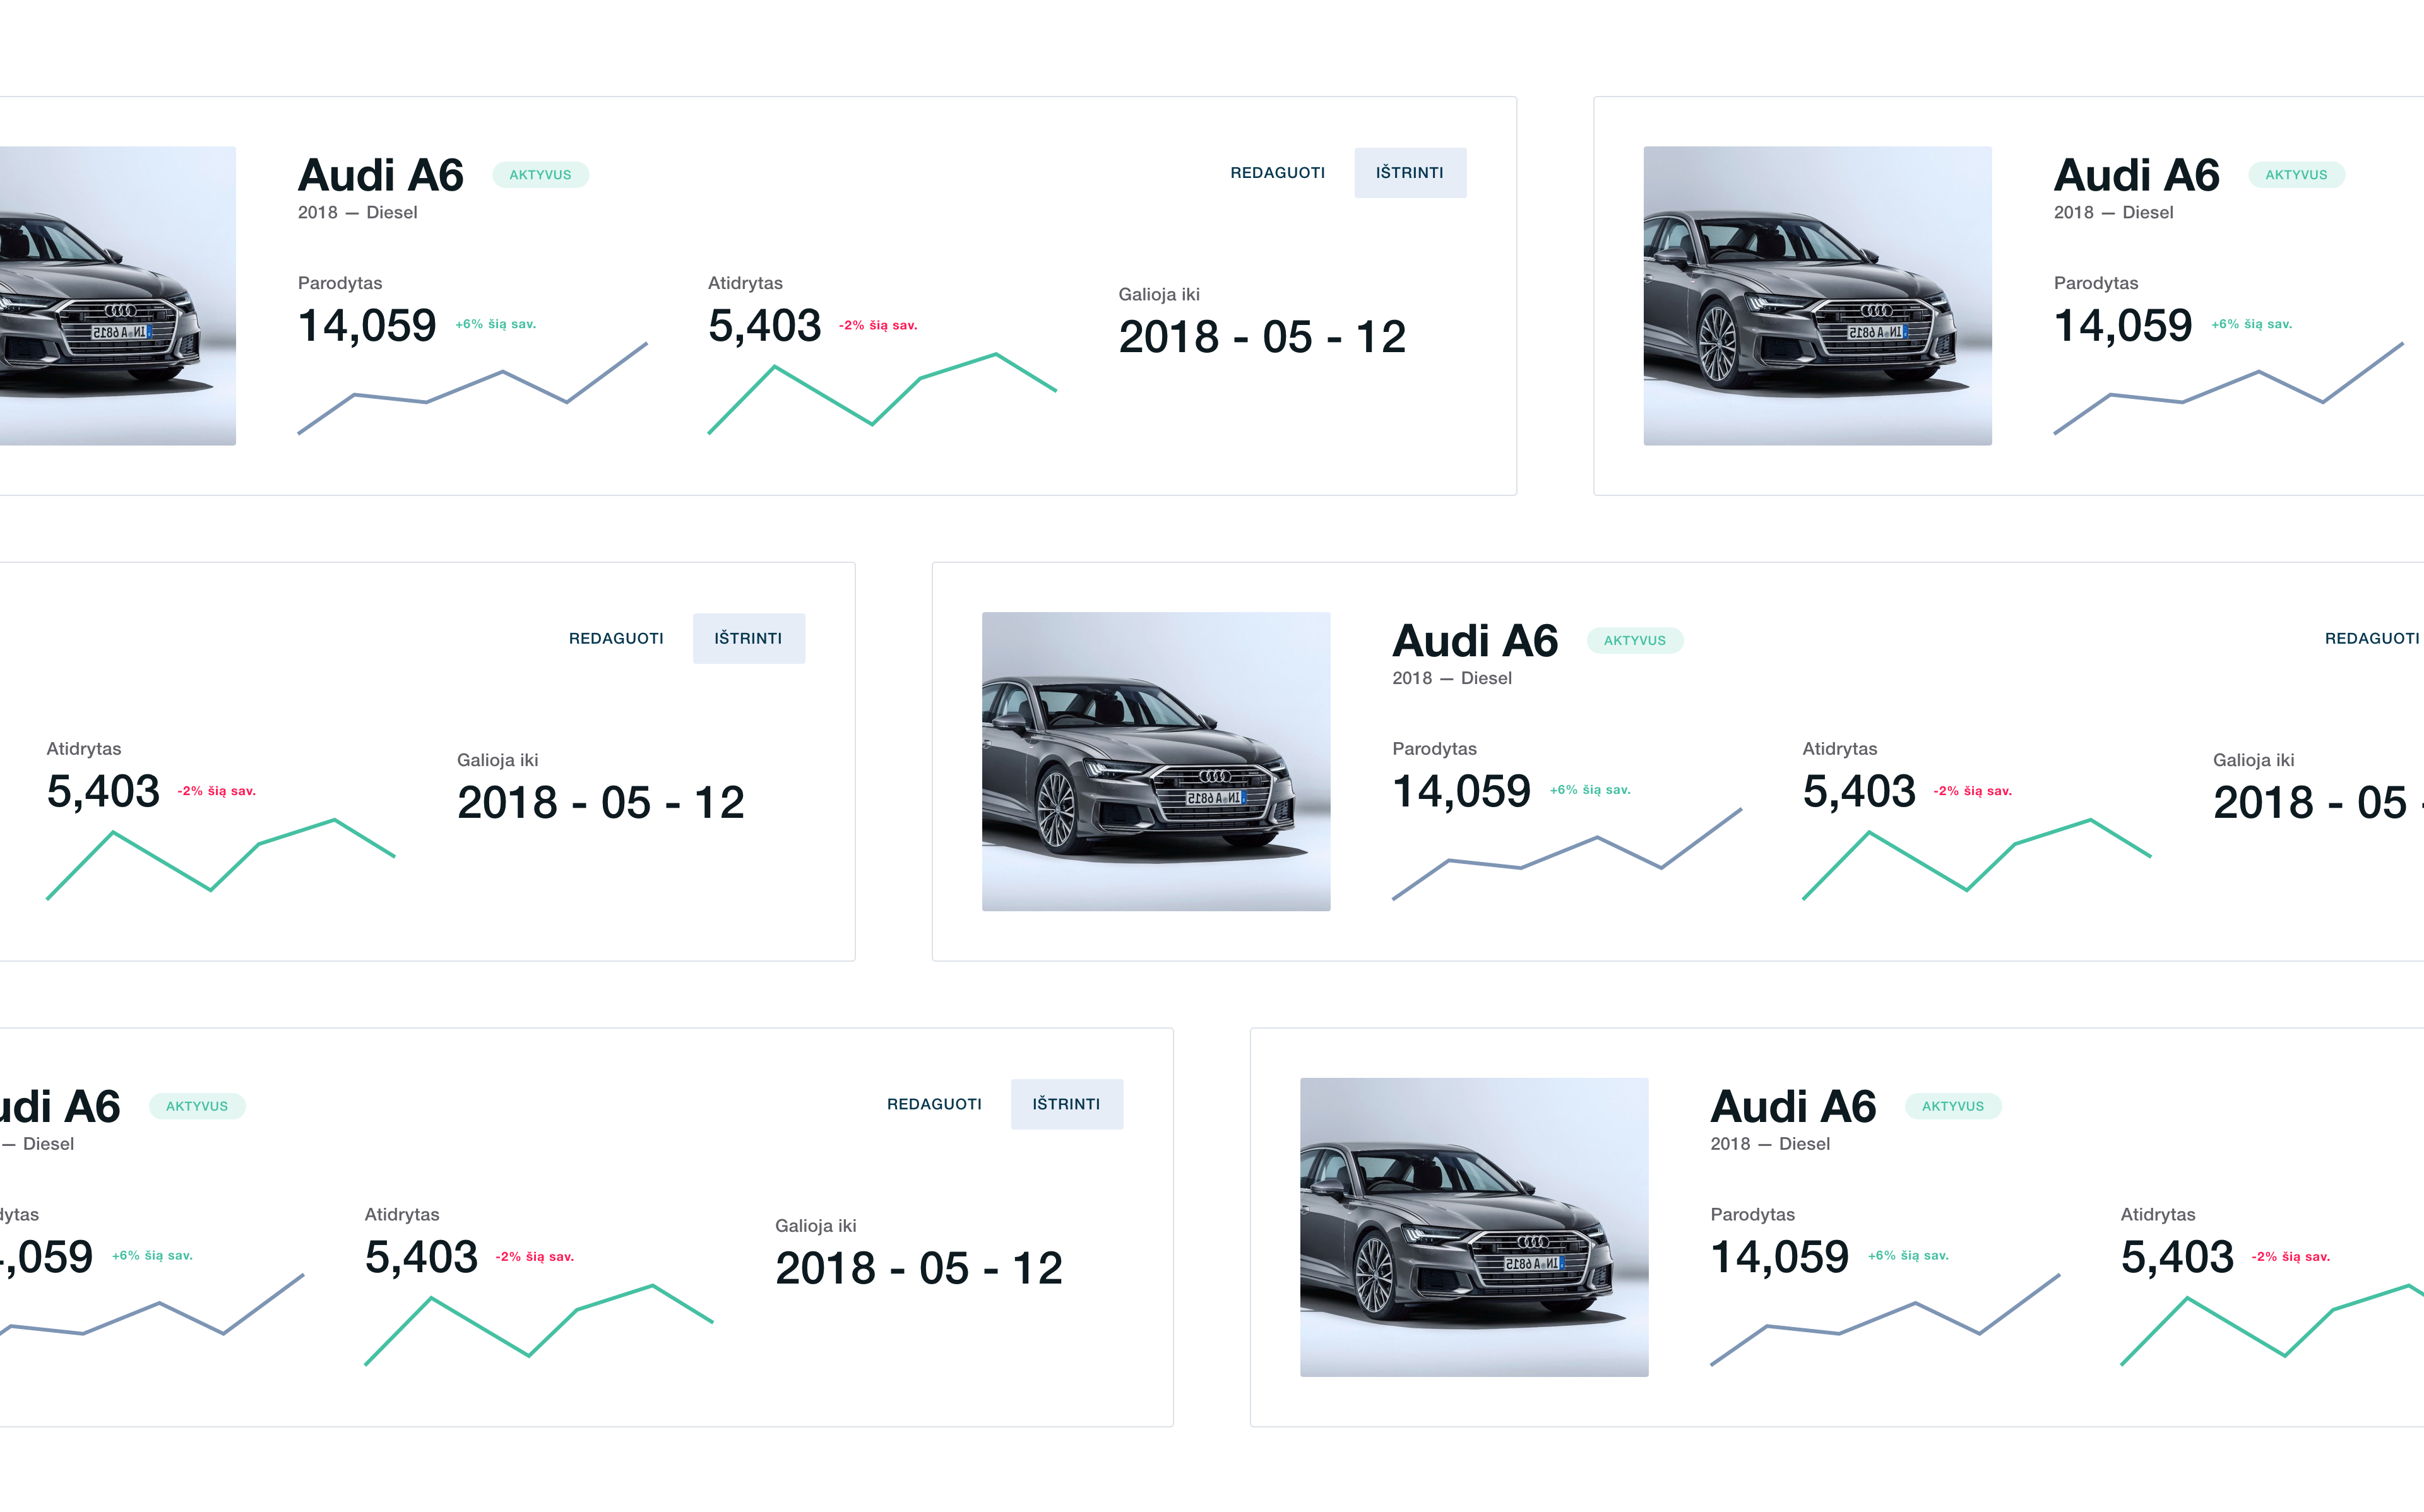 Audi A6 AKTYVUS REDAGUOTI IŠTRINTI
2018 — Diesel
Parodytas Atidrytas Galioja iki
14,059 +6% šią sav. 5,403 -2% šią sav. 2018 - 05 - 12
Audi A6 AKTYVUS
2018 — Diesel
Parodytas
14,059 +6% šią sav.
REDAGUOTI IŠTRINTI
Atidrytas Galioja iki
5,403 -2% šią sav. 2018 - 05 - 12
Audi A6 AKTYVUS REDAGUOTI
2018 — Diesel
Parodytas Atidrytas Galioja iki
14,059 +6% šią sav. 5,403 -2% šią sav. 2018 - 05 -
udi A6 AKTYVUS REDAGUOTI IŠTRINTI
— Diesel
dytas Atidrytas Galioja iki
,059 +6% šią sav. 5,403 -2% šią sav. 2018 - 05 - 12
Audi A6 AKTYVUS
2018 — Diesel
Parodytas Atidrytas
14,059 +6% šią sav. 5,403 -2% šią sav.